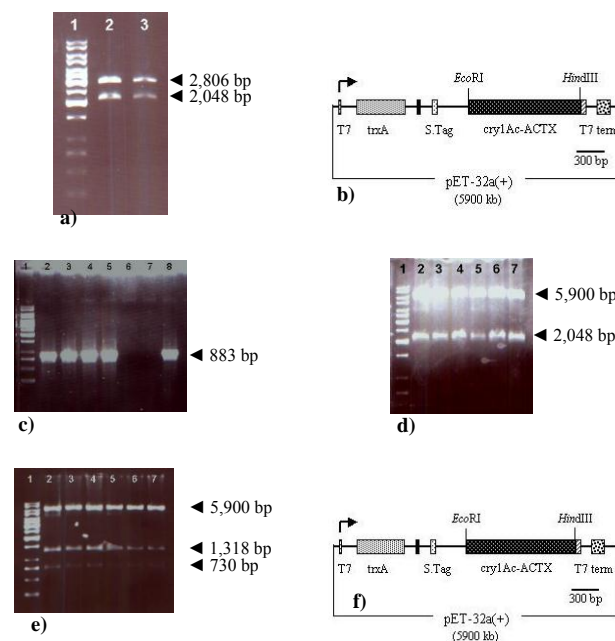 1 2 3
◄ 2,806 bp
◄ 2,048 bp
a)
EcoRI HindIII
T7 trxA S.Tag cry1Ac-ACTX T7 term
300 bp
pET-32a(+)
(5900 kb)
b)
1 2 3 4 5 6 7 8
◄ 883 bp
c)
1 2 3 4 5 6 7
◄ 5,900 bp
◄ 2,048 bp
d)
1 2 3 4 5 6 7
◄ 5,900 bp
◄ 1,318 bp
◄ 730 bp
e)
EcoRI HindIII
T7 trxA S.Tag cry1Ac-ACTX T7 term
300 bp
pET-32a(+)
(5900 kb)
f)